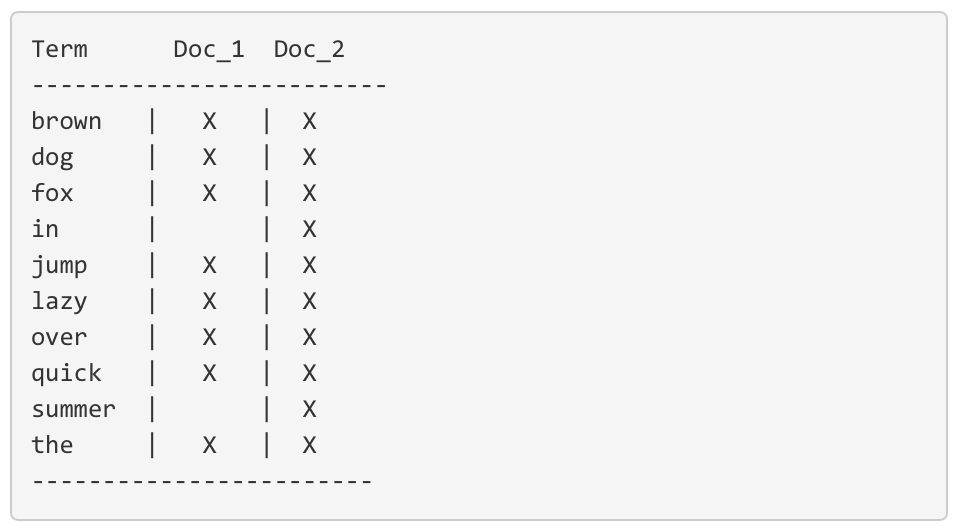 Term      Doc_1  Doc_2
-------------------------
brown   |   X   |  X
dog     |   X   |  X
fox     |   X   |  X
in      |       |  X
jump    |   X   |  X
lazy    |   X   |  X
over    |   X   |  X
quick   |   X   |  X
summer  |       |  X
the     |   X   |  X
------------------------